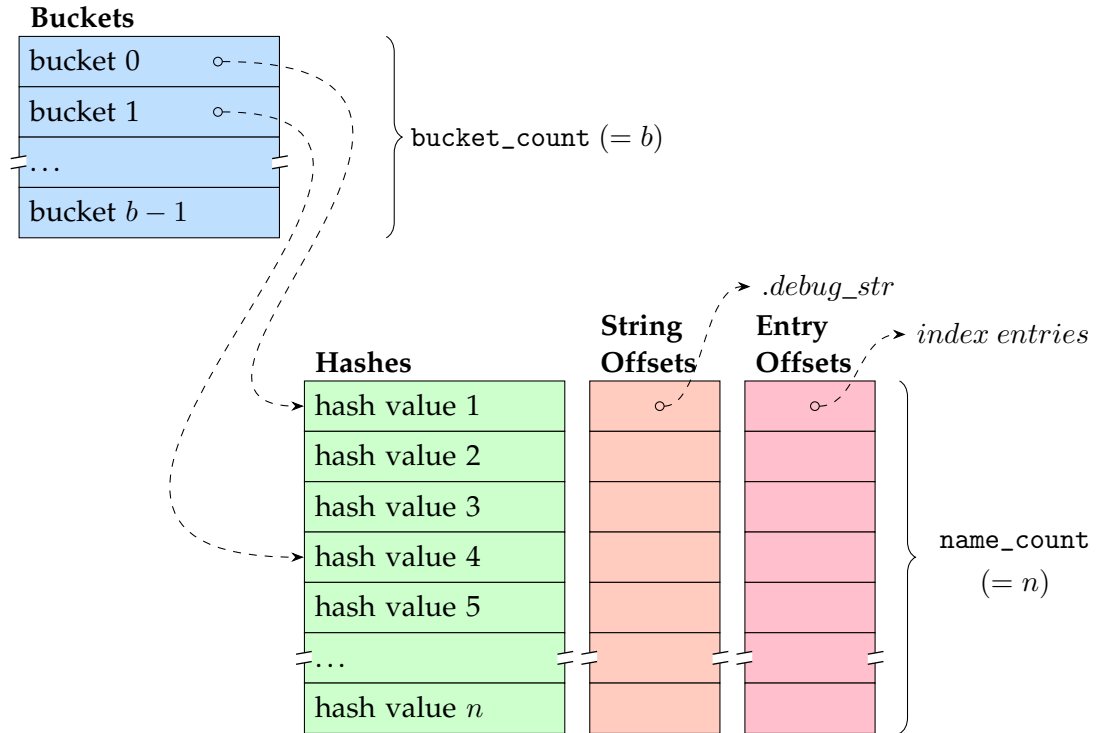 Buckets
bucket 0
bucket 1
...
bucket b − 1
bucket_count (= b)
.debug_str
String
Offsets
Entry
Offsets
index entries
Hashes
hash value 1
hash value 2
hash value 3
hash value 4
hash value 5
...
hash value n
name_count
(= n)